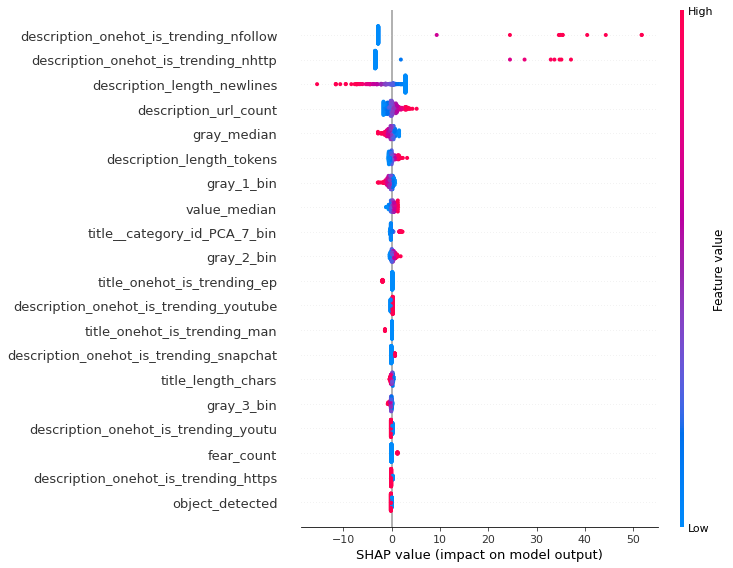 High
description_onehot_is_trending_nfollow
description_onehot_is_trending_nhttp
description_length_newlines
description_url_count
gray_median
description_length_tokens
gray_1_bin
value_median
title__category_id_PCA_7_bin
gray_2_bin
title_onehot_is_trending_ep
description_onehot_is_trending_youtube
title_onehot_is_trending_man
description_onehot_is_trending_snapchat
title_length_chars
gray_3_bin
description_onehot_is_trending_youtu
fear_count
description_onehot_is_trending_https
object_detected
Feature value
Low
−10 0 10 20 30 40 50
SHAP value (impact on model output)